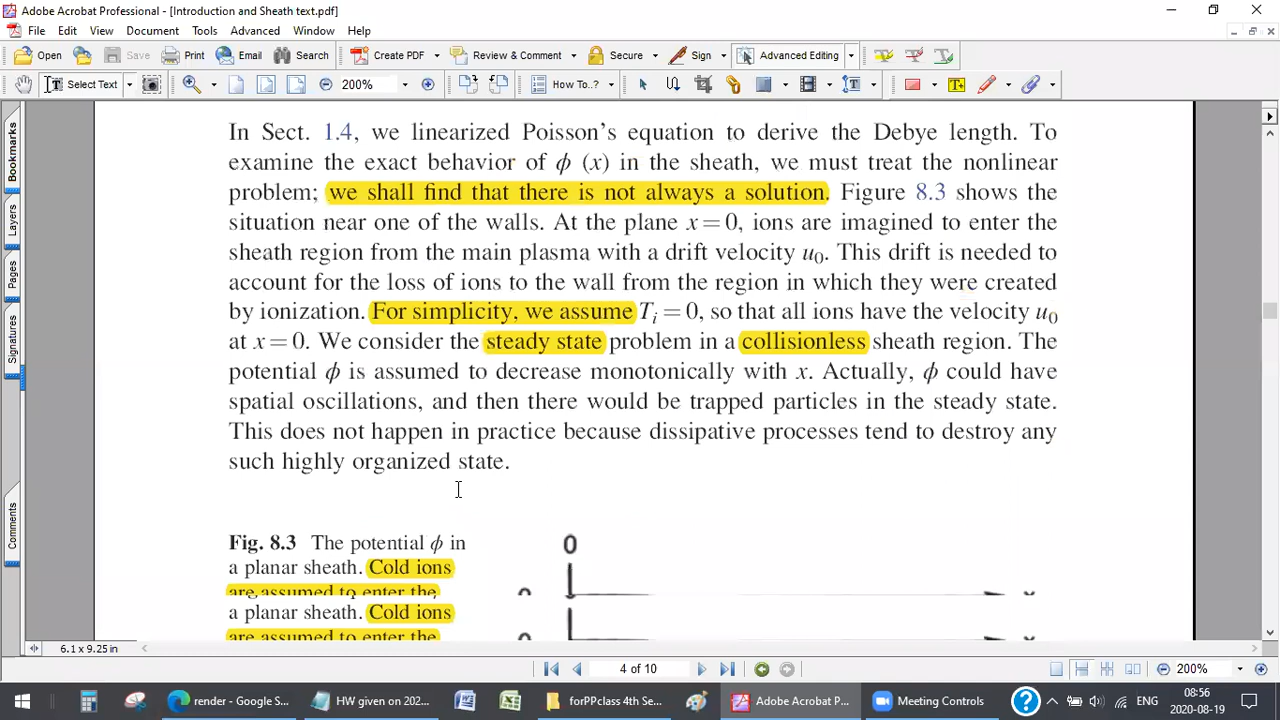 Adobe Acrobat Professional - [Introduction and Sheath text.pdf]
File Edit View Document Tools Advanced Window Help
Open Save Print Email Search Create PDF Review & Comment Secure Sign Advanced Editing
Select Text 200% How To..?
Bookmarks
Layers
Pages
Signatures
Comments
In Sect. 1.4, we linearized Poisson's equation to derive the Debye length. To
examine the exact behavior of ϕ (x) in the sheath, we must treat the nonlinear
problem; we shall find that there is not always a solution. Figure 8.3 shows the
situation near one of the walls. At the plane x = 0, ions are imagined to enter the
sheath region from the main plasma with a drift velocity u₀. This drift is needed to
account for the loss of ions to the wall from the region in which they were created
by ionization. For simplicity, we assume Tᵢ = 0, so that all ions have the velocity u₀
at x = 0. We consider the steady state problem in a collisionless sheath region. The
potential ϕ is assumed to decrease monotonically with x. Actually, ϕ could have
spatial oscillations, and then there would be trapped particles in the steady state.
This does not happen in practice because dissipative processes tend to destroy any
such highly organized state.
Fig. 8.3 The potential ϕ in
a planar sheath. Cold ions
are assumed to enter the
a planar sheath. Cold ions
are assumed to enter the
0
6.1 x 9.25 in
4 of 10
200%
render - Google S...
HW given on 202...
forPPclass 4th Se...
Adobe Acrobat P...
Meeting Controls
ENG
08:56
2020-08-19